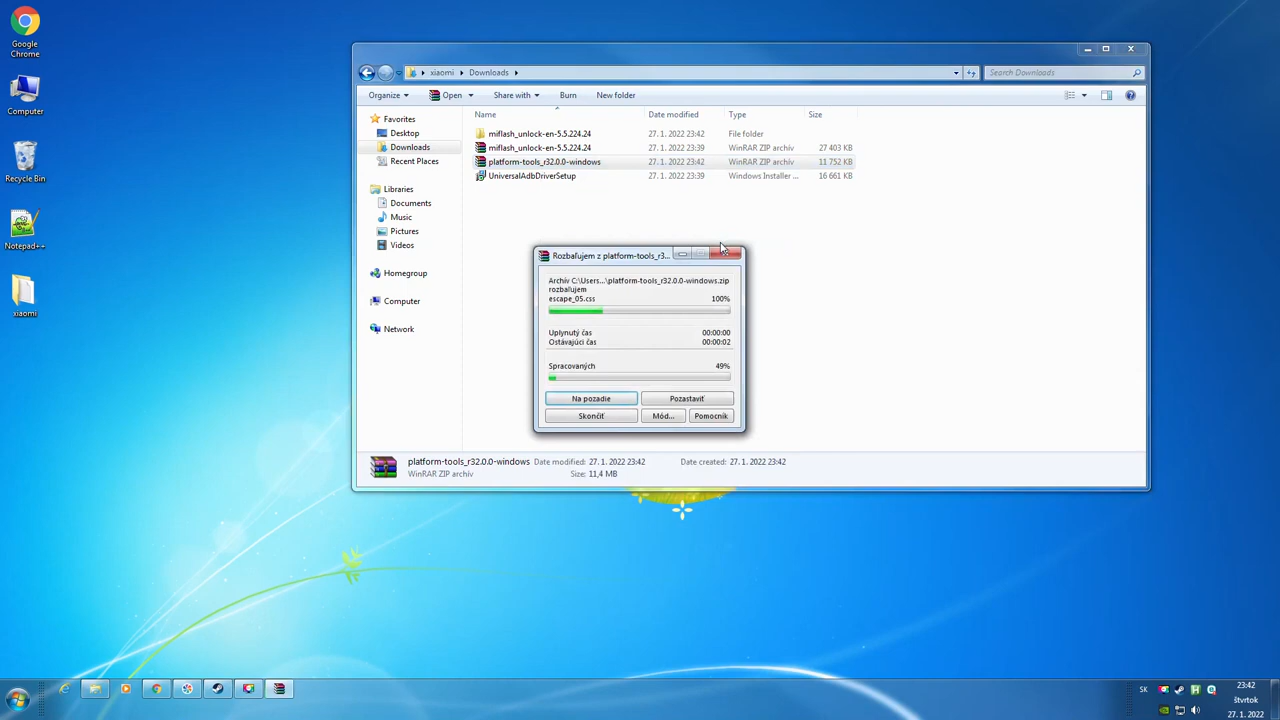 Google
Chrome
Computer
Recycle Bin
Notepad++
xiaomi
xiaomi
Downloads
Search Downloads
Organize
Open
Share with
Burn
New folder
Name
Date modified
Type
Size
Favorites
Desktop
Downloads
Recent Places
Libraries
Documents
Music
Pictures
Videos
Homegroup
Computer
Network
miflash_unlock-en-5.5.224.24 27. 1. 2022 23:42 File folder
miflash_unlock-en-5.5.224.24 27. 1. 2022 23:39 WinRAR ZIP archív 27 403 KB
platform-tools_r32.0.0-windows 27. 1. 2022 23:42 WinRAR ZIP archív 11 752 KB
UniversalAdbDriverSetup 27. 1. 2022 23:39 Windows Installer ... 16 661 KB
Rozbaľujem z platform-tools_r3...
Archív C:\Users...\platform-tools_r32.0.0-windows.zip
rozbaľujem
escape_05.css 100%
Uplynutý čas 00:00:00
Ostávajúci čas 00:00:02
Spracovaných 49%
Na pozadie
Pozastaviť
Skončiť
Mód...
Pomocník
platform-tools_r32.0.0-windows Date modified: 27. 1. 2022 23:42 Date created: 27. 1. 2022 23:42
WinRAR ZIP archív Size: 11,4 MB
SK
23:42
štvrtok
27. 1. 2022